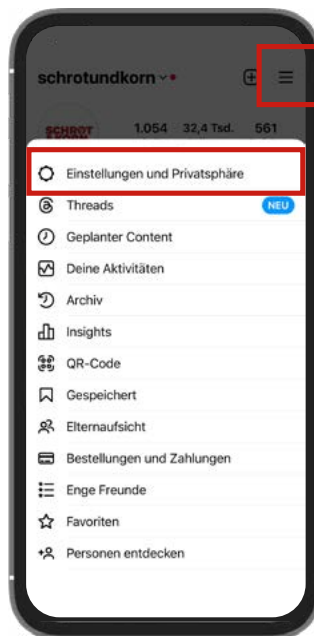 schrotundkorn
SCHROT 1.054 32,4 Tsd. 561
Einstellungen und Privatsphäre
Threads NEU
Geplanter Content
Deine Aktivitäten
Archiv
Insights
QR-Code
Gespeichert
Elternaufsicht
Bestellungen und Zahlungen
Enge Freunde
Favoriten
Personen entdecken